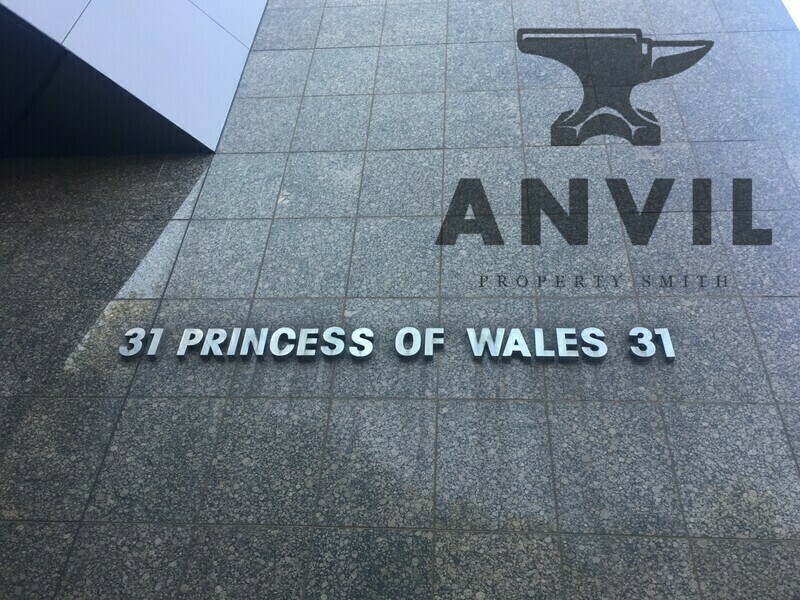 ANVIL
PROPERTY SMITH
31 PRINCESS OF WALES 31